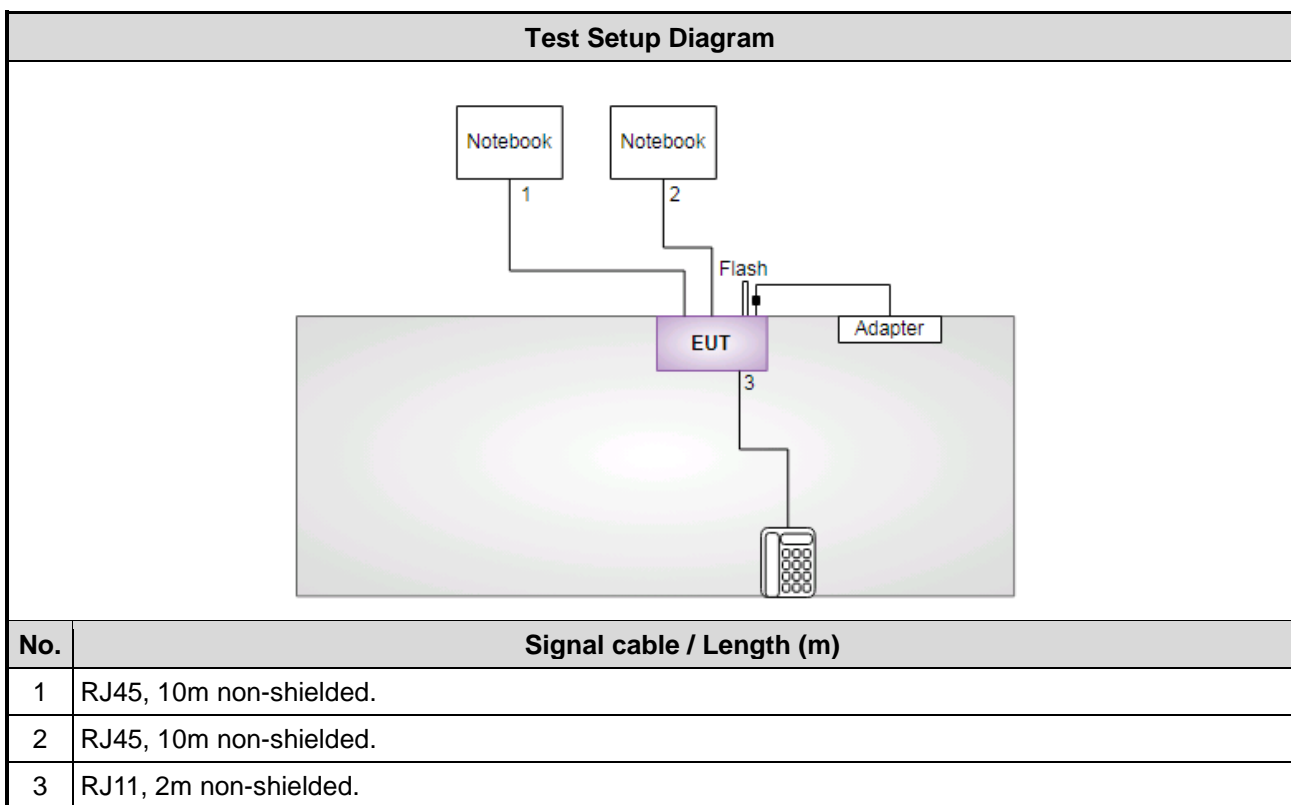 Test Setup Diagram
Notebook
Notebook
1
2
Flash
EUT
Adapter
3
No. Signal cable / Length (m)
1 RJ45, 10m non-shielded.
2 RJ45, 10m non-shielded.
3 RJ11, 2m non-shielded.